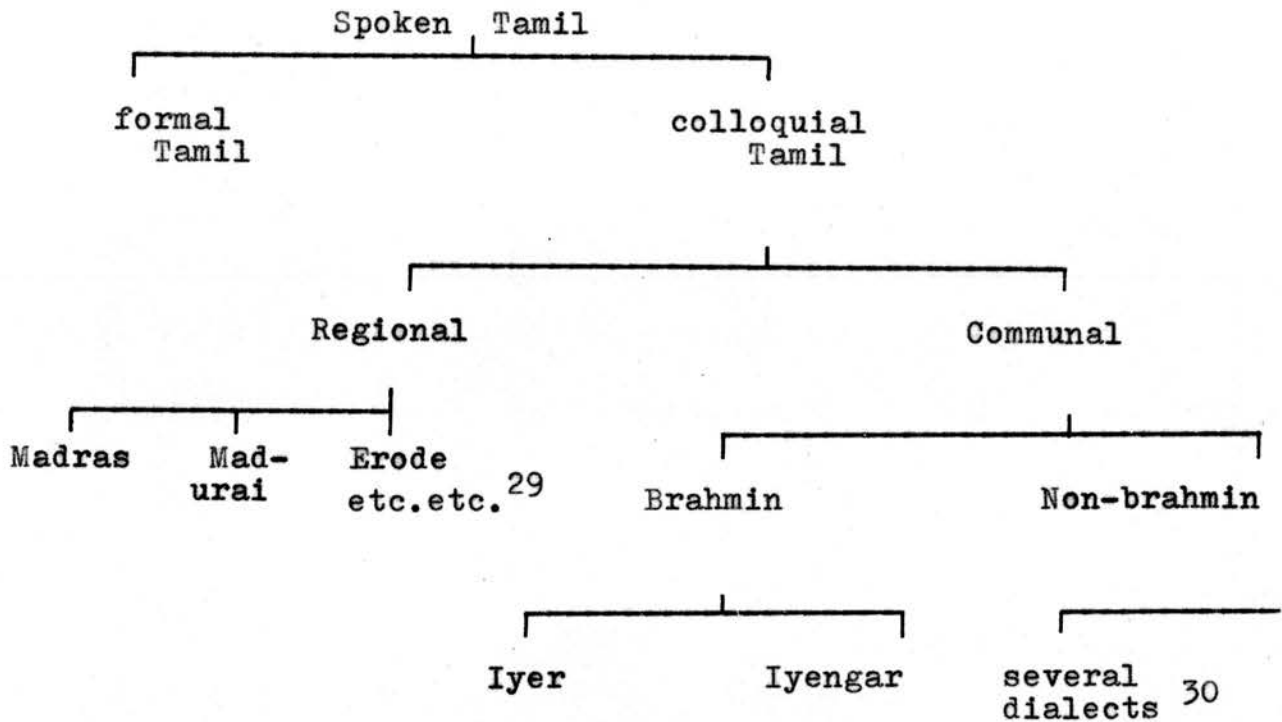 Spoken Tamil
formal
Tamil
colloquial
Tamil
Regional
Communal
Madras
Mad-
urai
Erode
etc.etc.29
Brahmin
Non-brahmin
Iyer
Iyengar
several
dialects 30